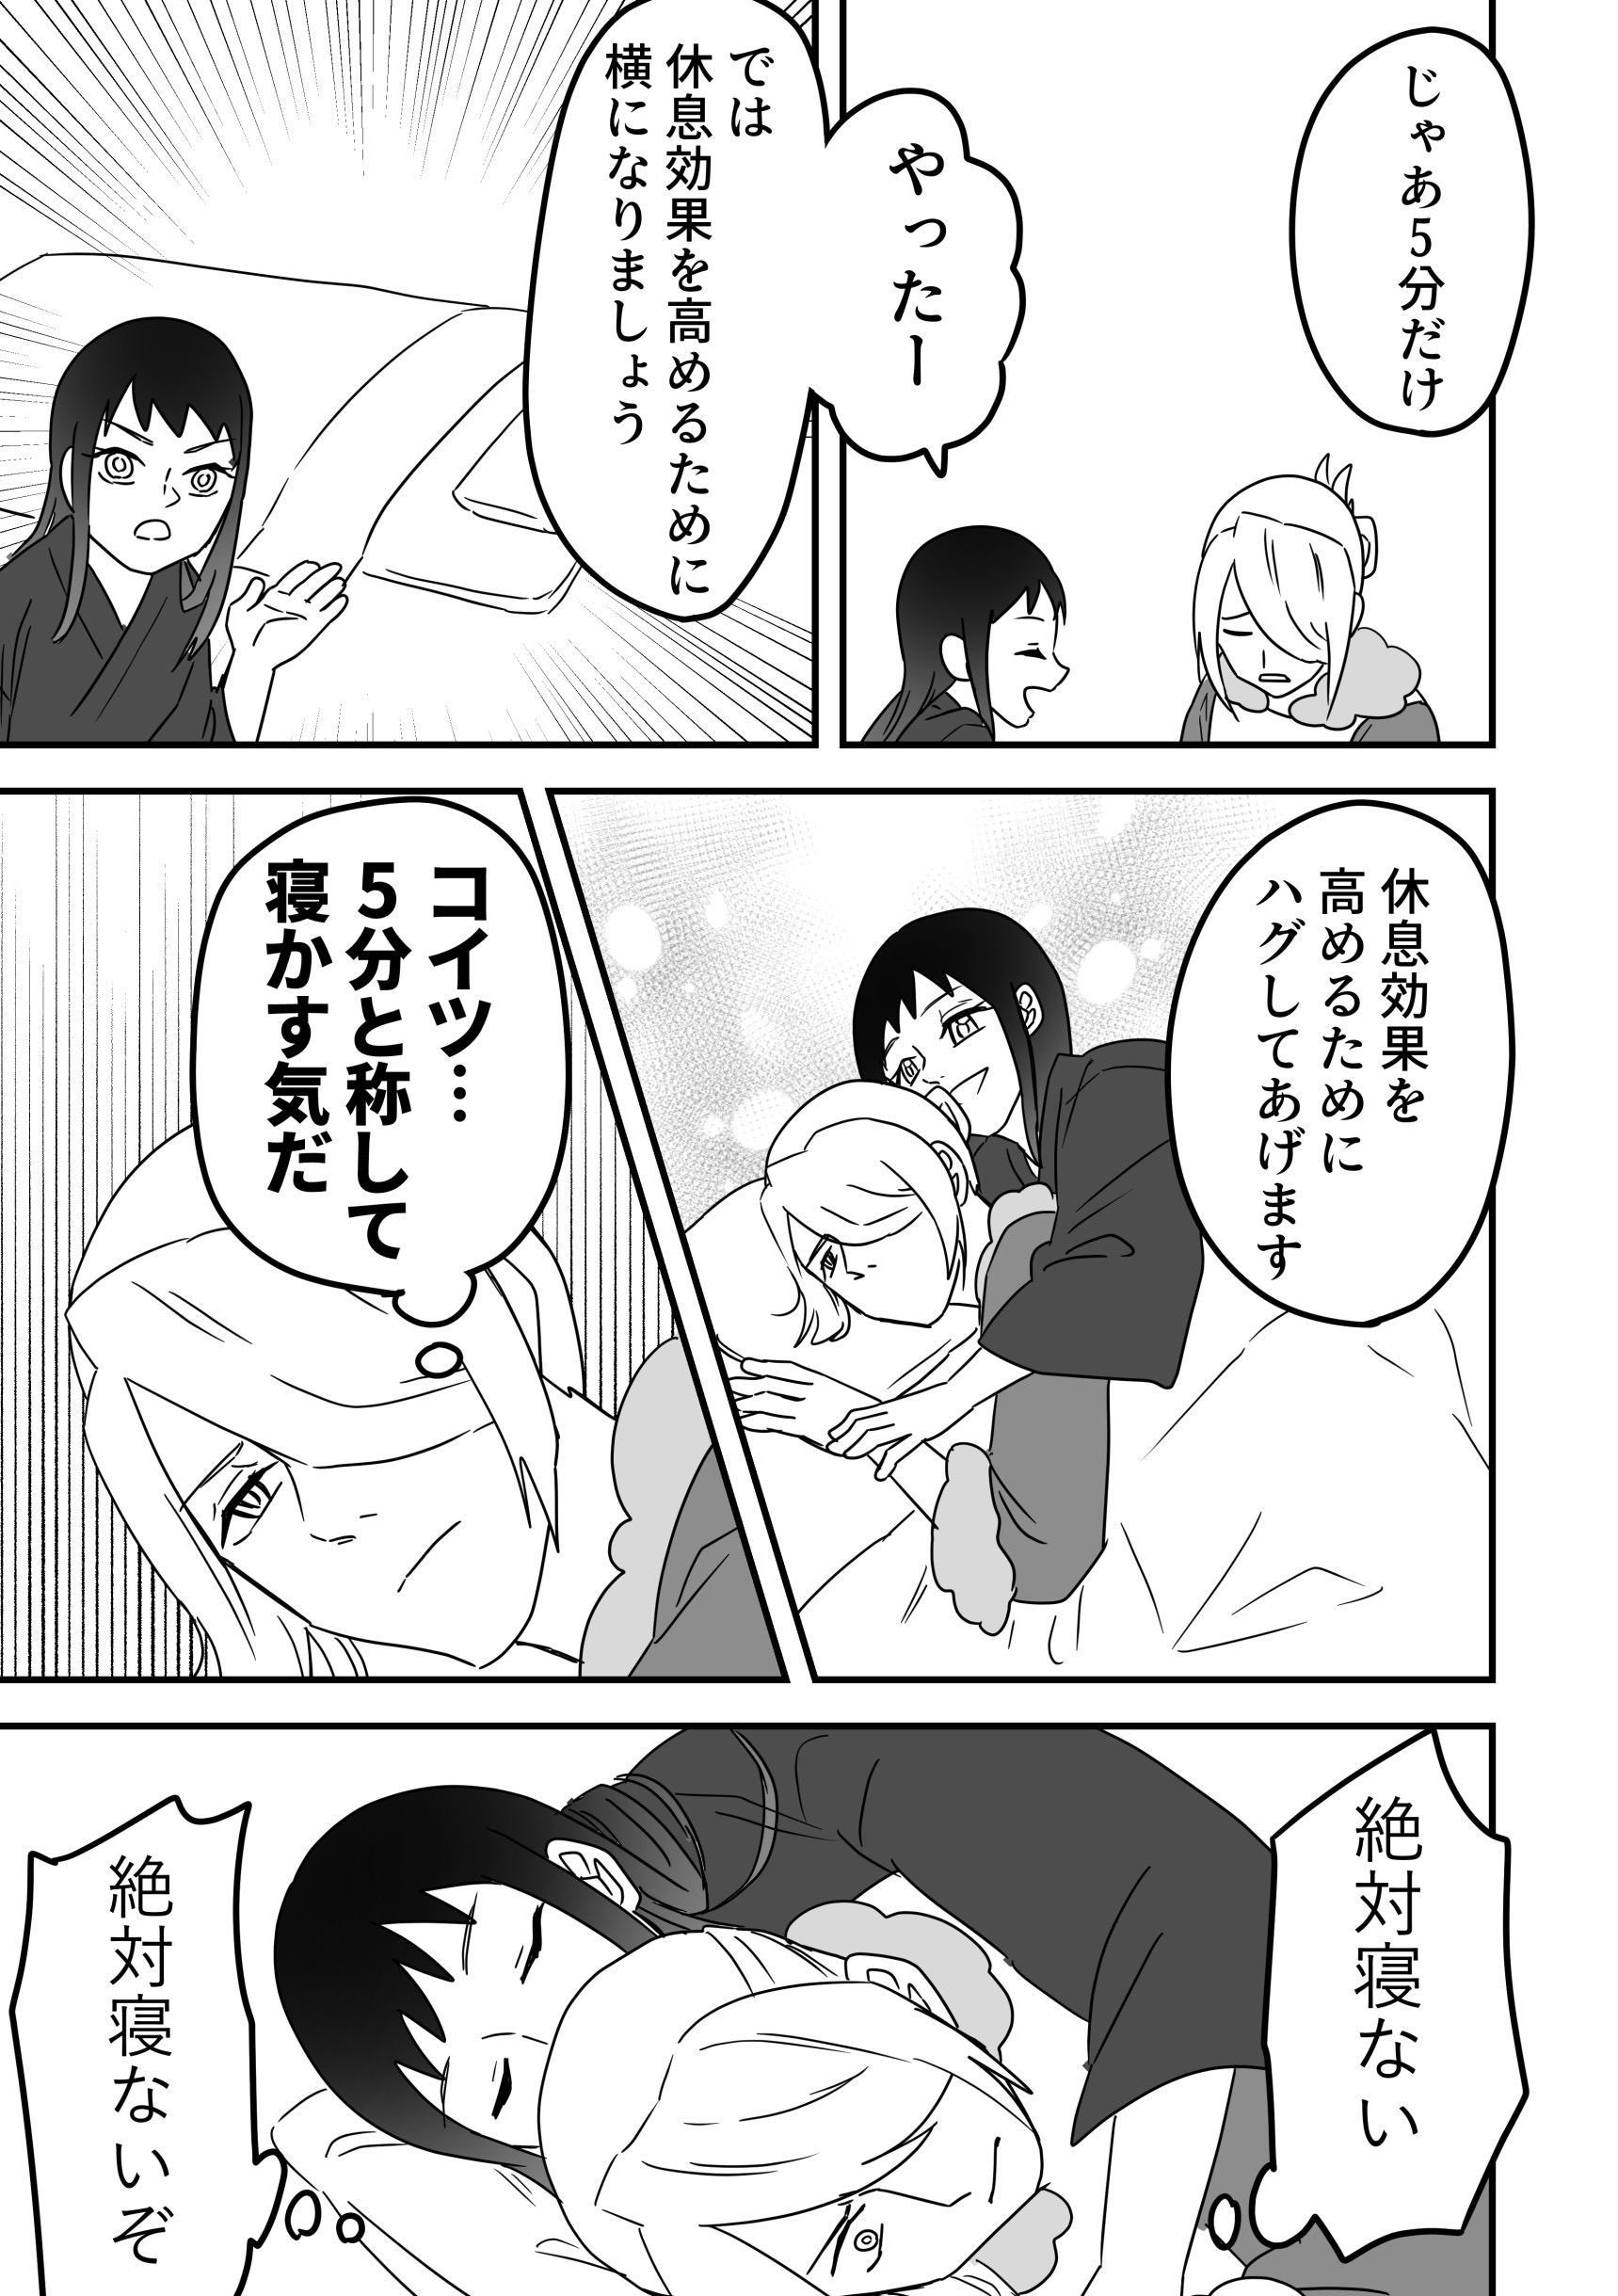 じゃあ5分だけ
やったー
では
休息効果を高めるために
横になりましょう
休息効果を
高めるために
ハグしてあげます
コイツ…
5分と称して
寝かす気だ
絶対寝ない
絶対寝ないぞ